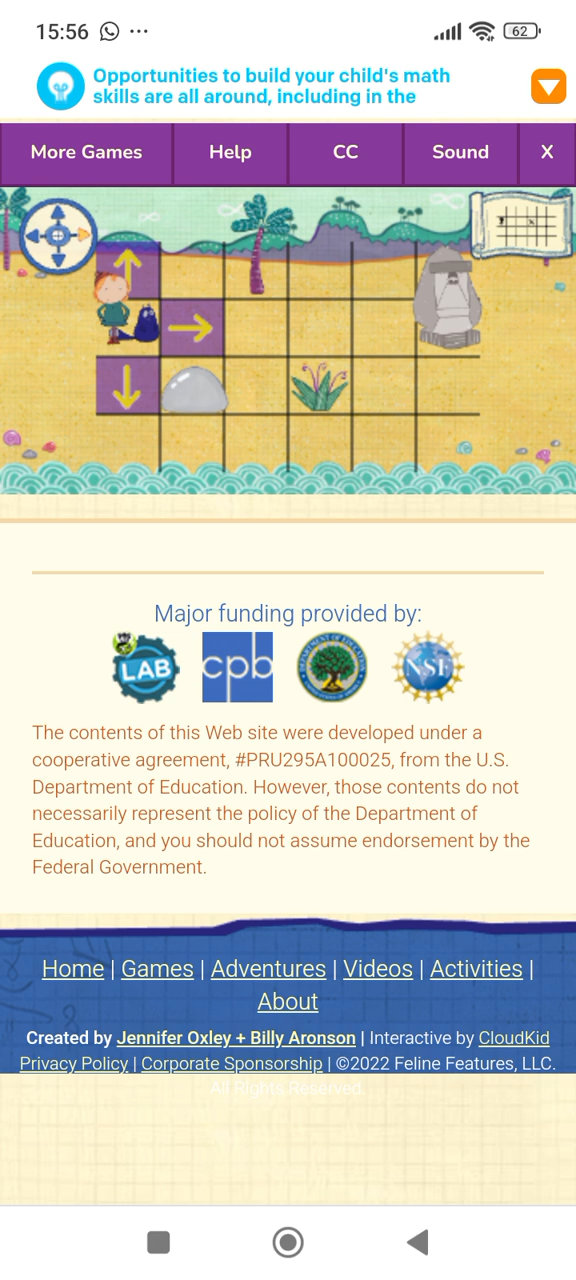 15:56
62
Opportunities to build your child's math
skills are all around, including in the
More Games
Help
CC
Sound
X
Major funding provided by:
LAB
cpb
NSF
The contents of this Web site were developed under a
cooperative agreement, #PRU295A100025, from the U.S.
Department of Education. However, those contents do not
necessarily represent the policy of the Department of
Education, and you should not assume endorsement by the
Federal Government.
Home | Games | Adventures | Videos | Activities |
About
Created by Jennifer Oxley + Billy Aronson | Interactive by CloudKid
Privacy Policy | Corporate Sponsorship | ©2022 Feline Features, LLC.
All Rights Reserved.